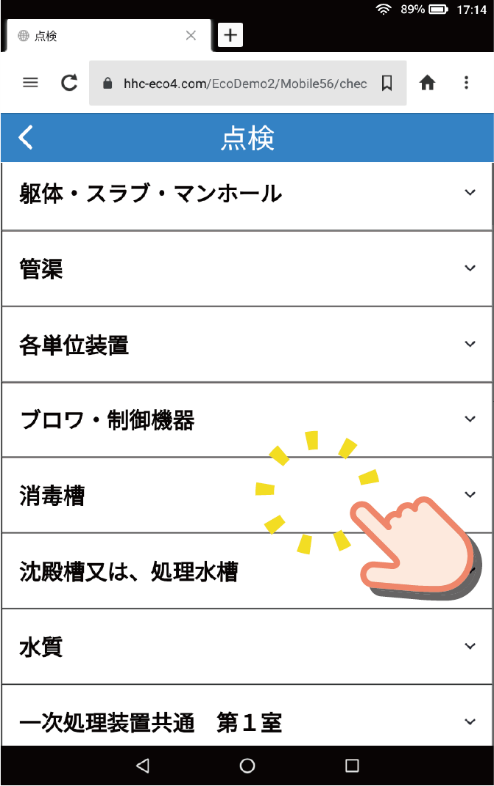 89% 17:14
点検
hhc-eco4.com/EcoDemo2/Mobile56/chec
点検
躯体・スラブ・マンホール
管渠
各単位装置
ブロワ・制御機器
消毒槽
沈殿槽又は、処理水槽
水質
一次処理装置共通　第１室